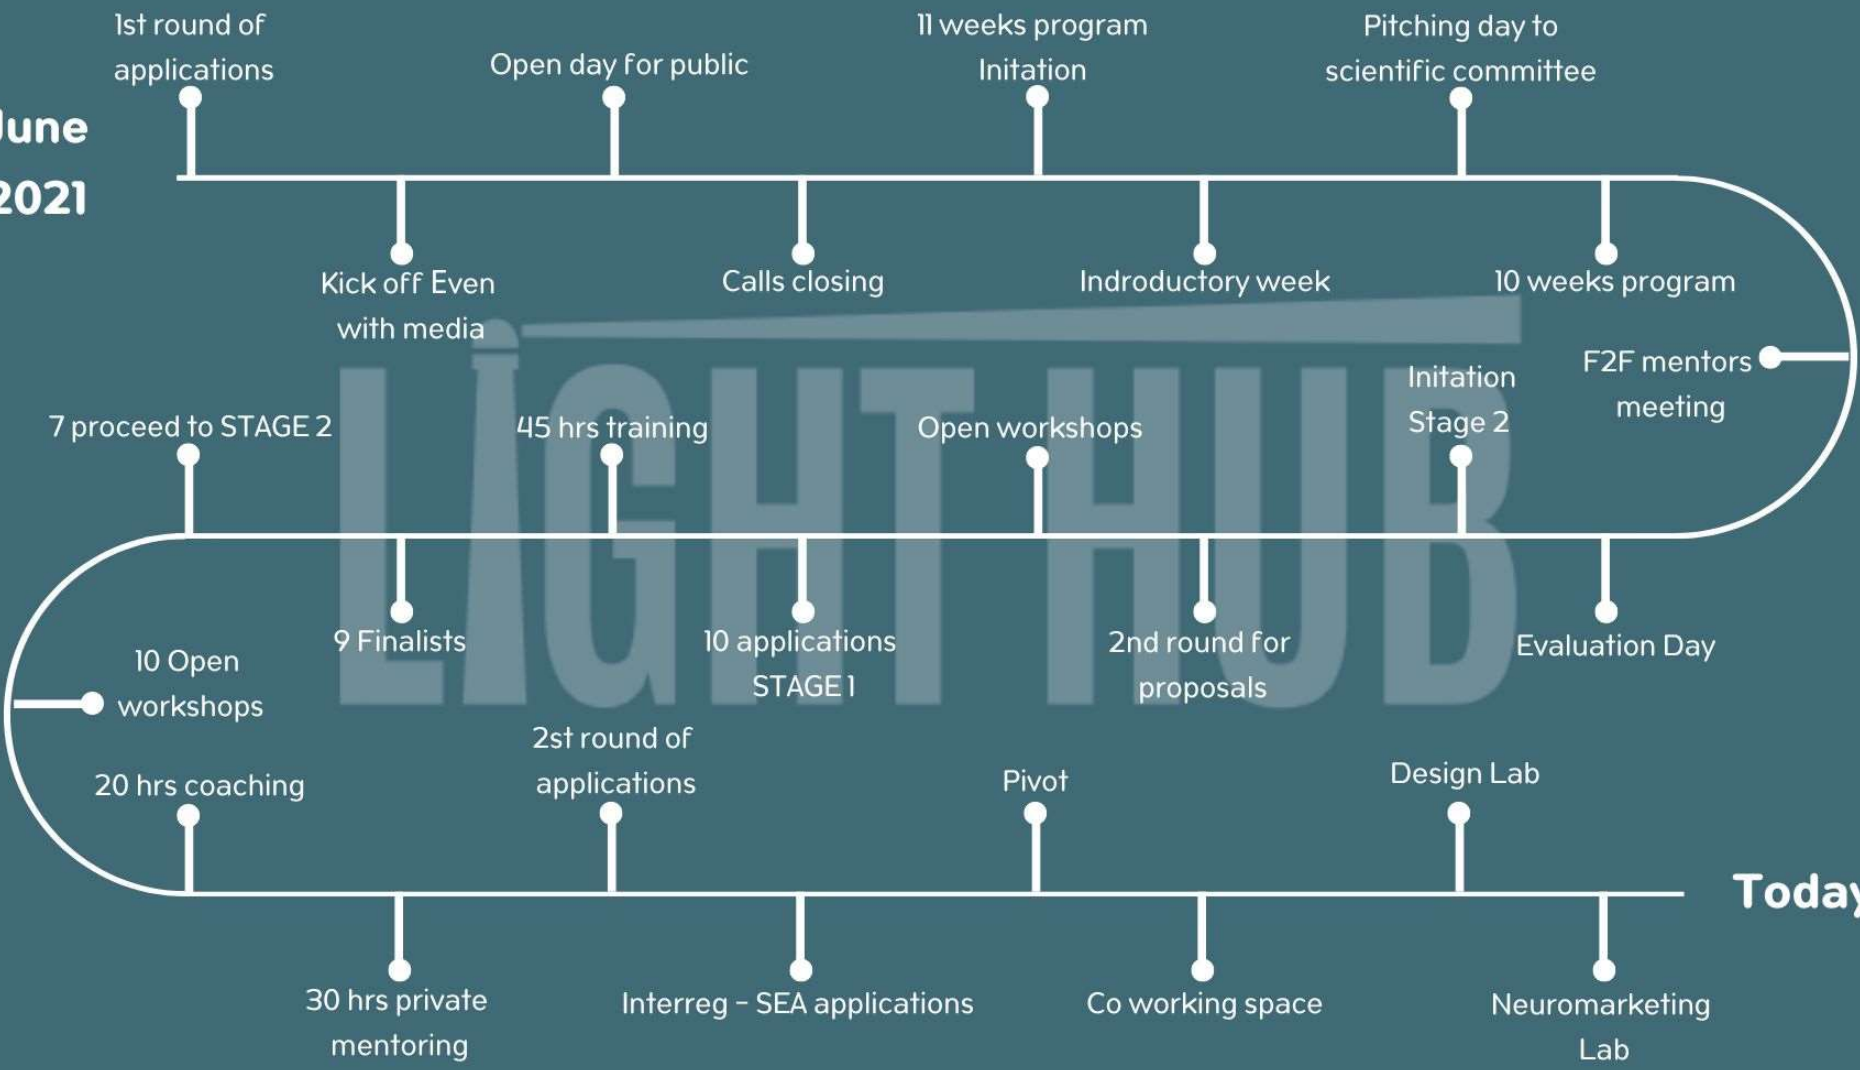 June
2021
1st round of
applications
Kick off Even
with media
Open day for public
Calls closing
11 weeks program
Initation
Indroductory week
Pitching day to
scientific committee
10 weeks program
F2F mentors
meeting
Evaluation Day
Initation
Stage 2
2nd round for
proposals
Open workshops
10 applications
STAGE 1
45 hrs training
9 Finalists
7 proceed to STAGE 2
10 Open
workshops
20 hrs coaching
30 hrs private
mentoring
2st round of
applications
Interreg – SEA applications
Pivot
Co working space
Design Lab
Neuromarketing
Lab
Today
LIGHT HUB